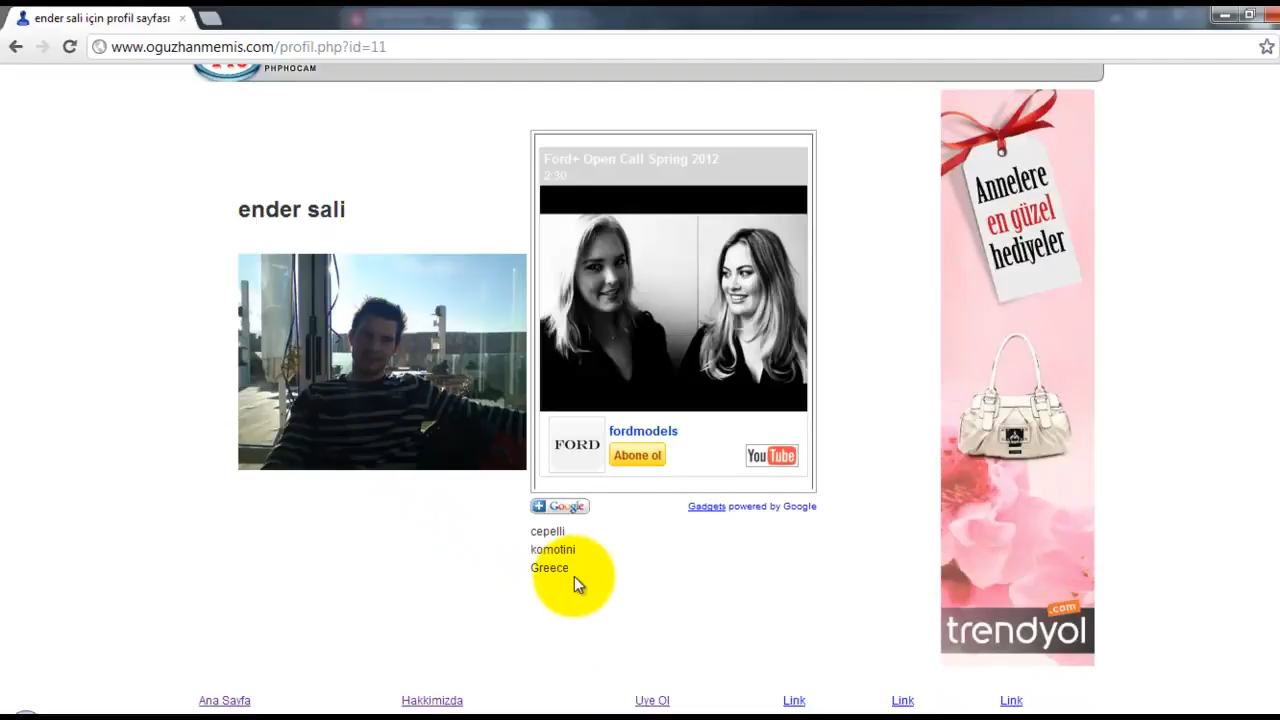 ender sali için profil sayfası
www.oguzhanmemis.com/profil.php?id=11
PHPHOCAM
ender sali
Ford+ Open Call Spring 2012
2:30
FORD
fordmodels
Abone ol
YouTube
Google
Gadgets powered by Google
cepelli
komotini
Greece
Annelere
en güzel
hediyeler
.com
trendyol
Ana Sayfa
Hakkimizda
Uye Ol
Link
Link
Link